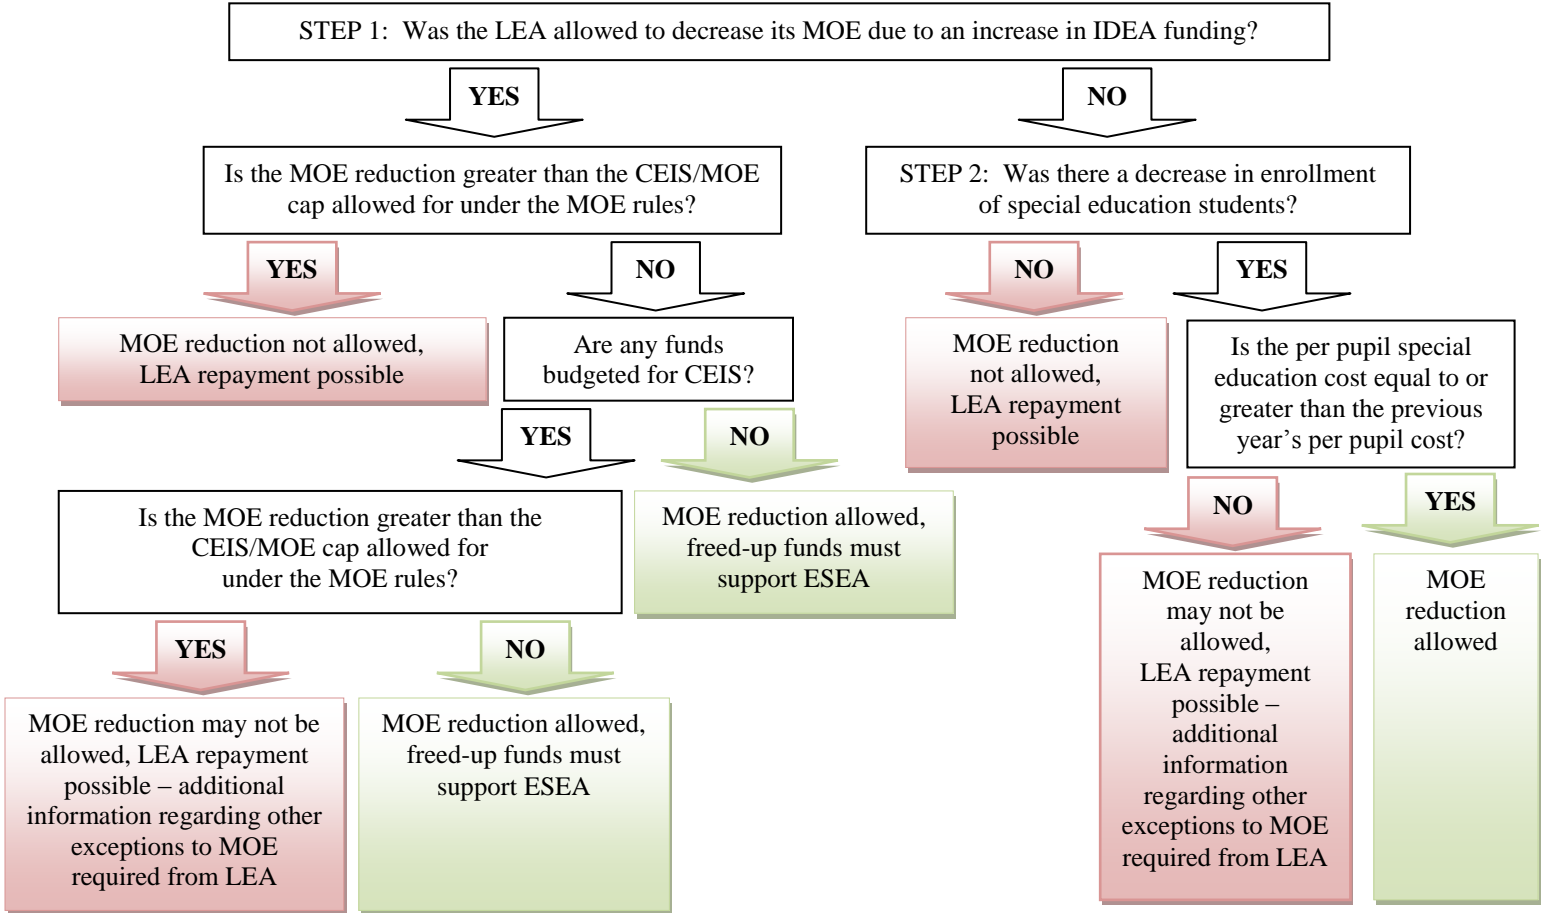 STEP 1:  Was the LEA allowed to decrease its MOE due to an increase in IDEA funding?
YES
NO
Is the MOE reduction greater than the CEIS/MOE
cap allowed for under the MOE rules?
STEP 2:  Was there a decrease in enrollment
of special education students?
YES
NO
NO
YES
MOE reduction not allowed,
LEA repayment possible
Are any funds
budgeted for CEIS?
MOE reduction
not allowed,
LEA repayment
possible
Is the per pupil special
education cost equal to or
greater than the previous
year's per pupil cost?
YES
NO
NO
YES
Is the MOE reduction greater than the
CEIS/MOE cap allowed for
under the MOE rules?
MOE reduction allowed,
freed-up funds must
support ESEA
MOE reduction
may not be
allowed,
LEA repayment
possible –
additional
information
regarding other
exceptions to MOE
required from LEA
MOE
reduction
allowed
YES
NO
MOE reduction may not be
allowed, LEA repayment
possible – additional
information regarding other
exceptions to MOE
required from LEA
MOE reduction allowed,
freed-up funds must
support ESEA